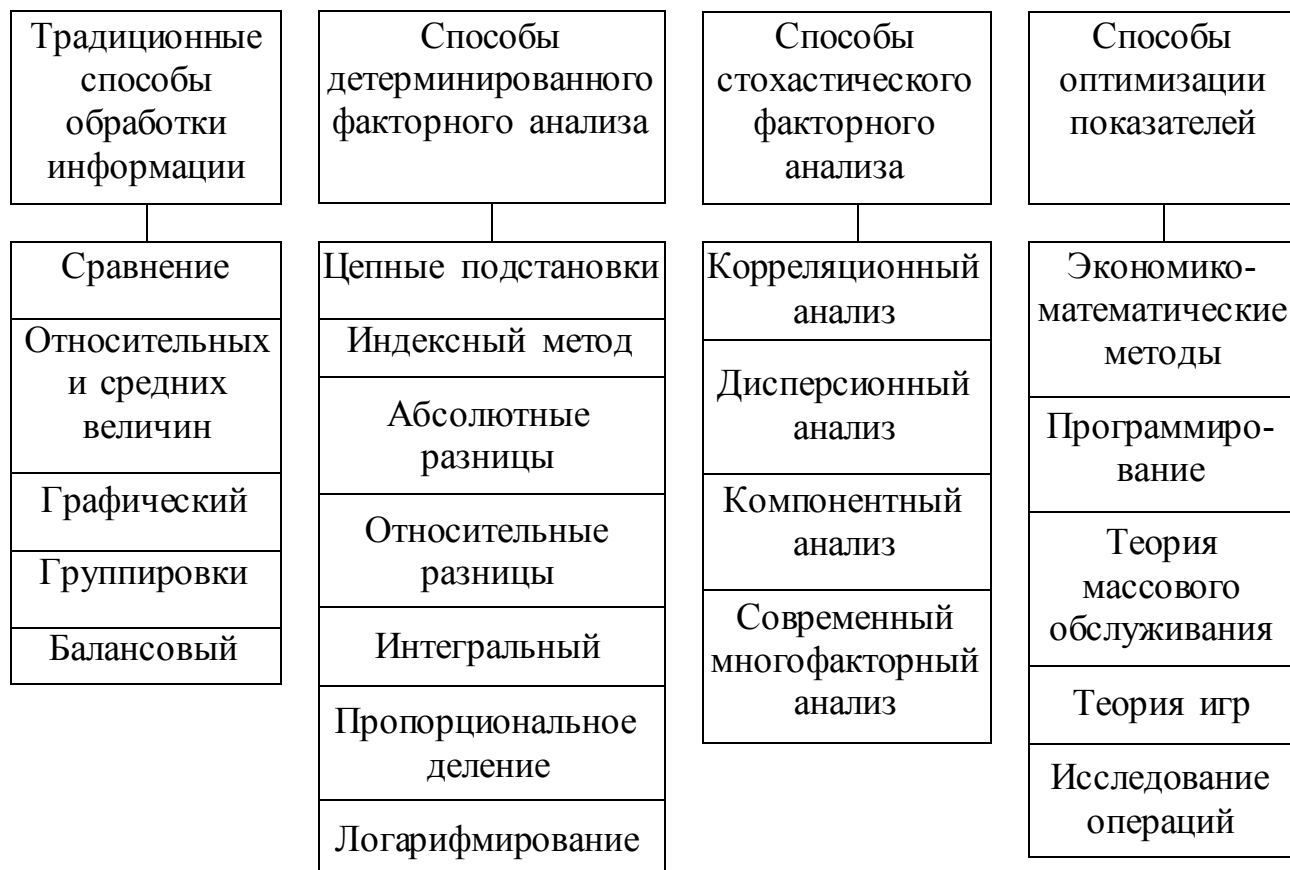 Традиционные
способы
обработки
информации
Сравнение
Относительных
и средних
величин
Графический
Группировки
Балансовый
Способы
детерминированного
факторного анализа
Цепные подстановки
Индексный метод
Абсолютные
разницы
Относительные
разницы
Интегральный
Пропорциональное
деление
Логарифмирование
Способы
стохастического
факторного
анализа
Корреляционный
анализ
Дисперсионный
анализ
Компонентный
анализ
Современный
многофакторный
анализ
Способы
оптимизации
показателей
Экономико-
математические
методы
Программиро-
вание
Теория
массового
обслуживания
Теория игр
Исследование
операций